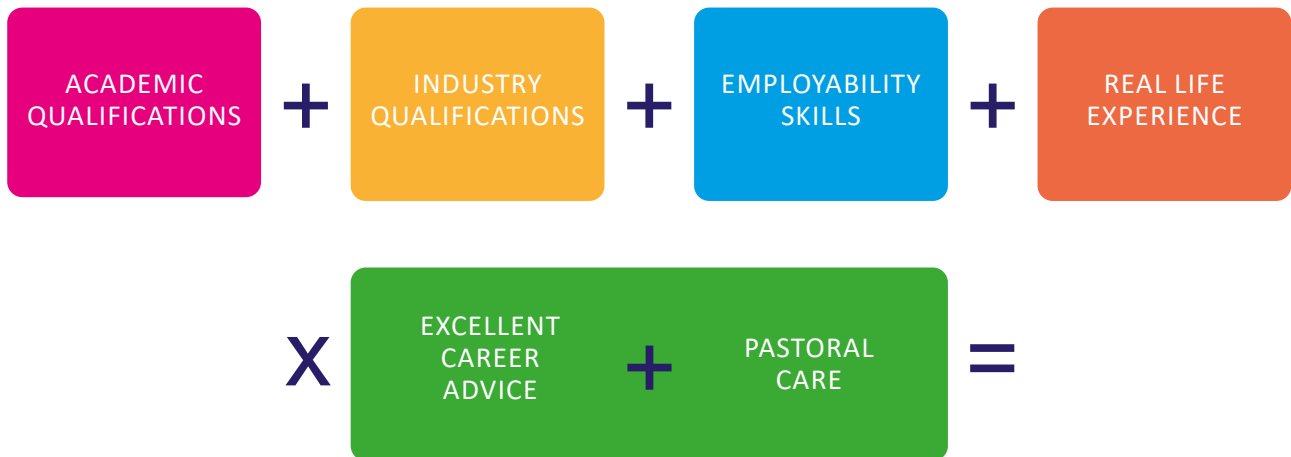 ACADEMIC
QUALIFICATIONS
+
INDUSTRY
QUALIFICATIONS
+
EMPLOYABILITY
SKILLS
+
REAL LIFE
EXPERIENCE
x
EXCELLENT
CAREER
ADVICE
+
PASTORAL
CARE
=